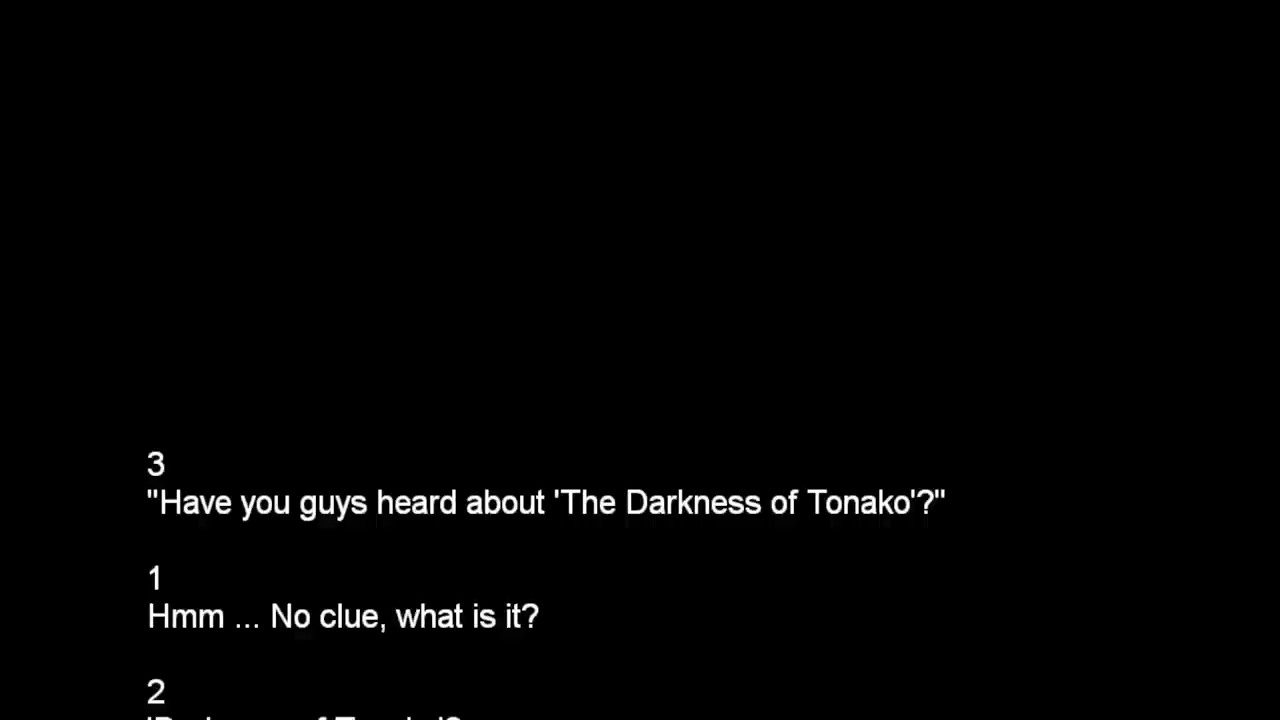 3
"Have you guys heard about 'The Darkness of Tonako'?"
1
Hmm ... No clue, what is it?
2